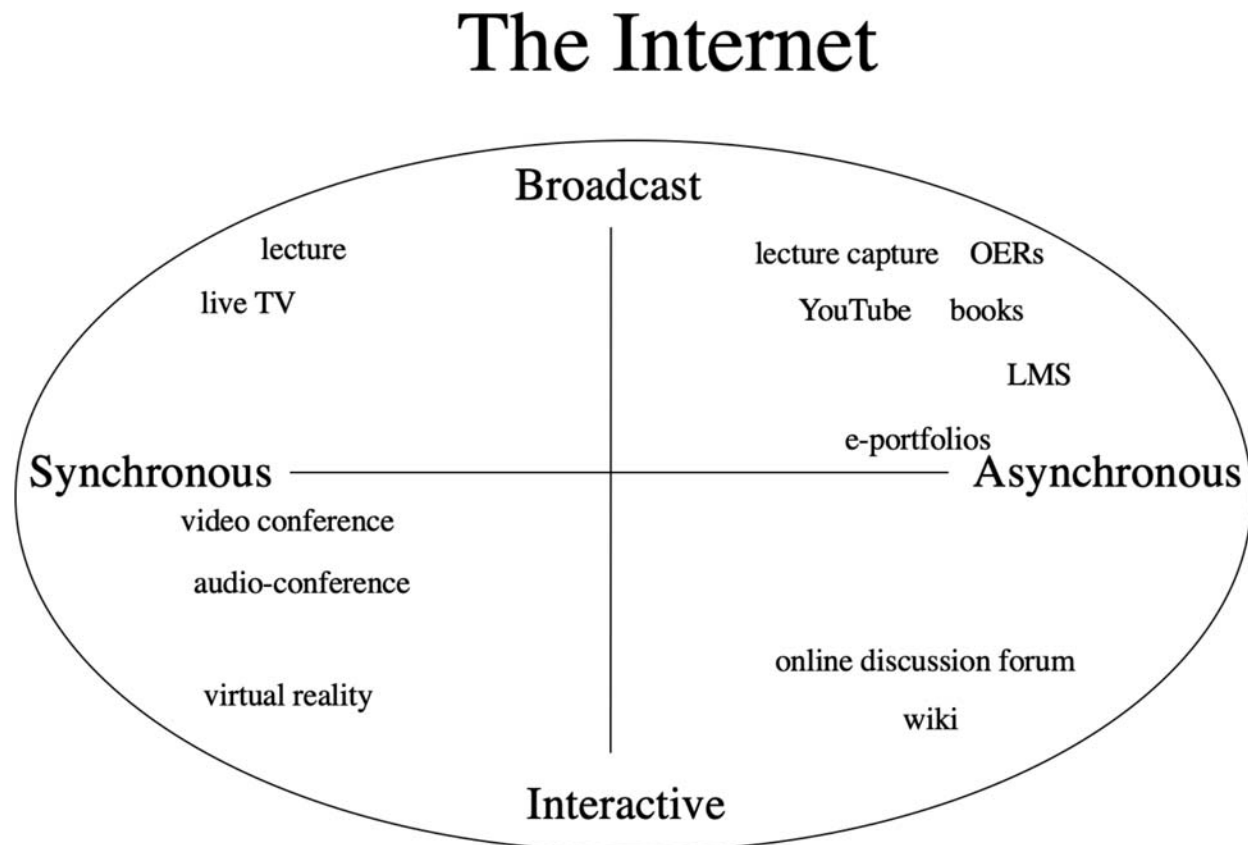 The Internet
Broadcast
lecture
lecture capture OERs
live TV
YouTube books
LMS
e-portfolios
Synchronous
Asynchronous
video conference
audio-conference
online discussion forum
virtual reality
wiki
Interactive